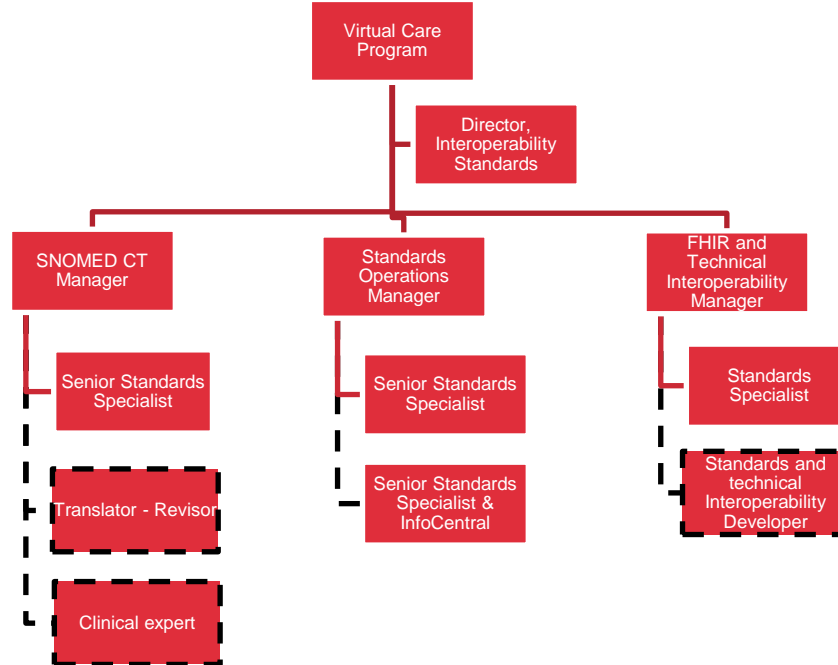 Virtual Care
Program
Director,
Interoperability
Standards
SNOMED CT
Manager
Standards
Operations
Manager
FHIR and
Technical
Interoperability
Manager
Senior Standards
Specialist
Senior Standards
Specialist
Standards
Specialist
Translator - Revisor
Senior Standards
Specialist &
InfoCentral
Standards and
technical
Interoperability
Developer
Clinical expert